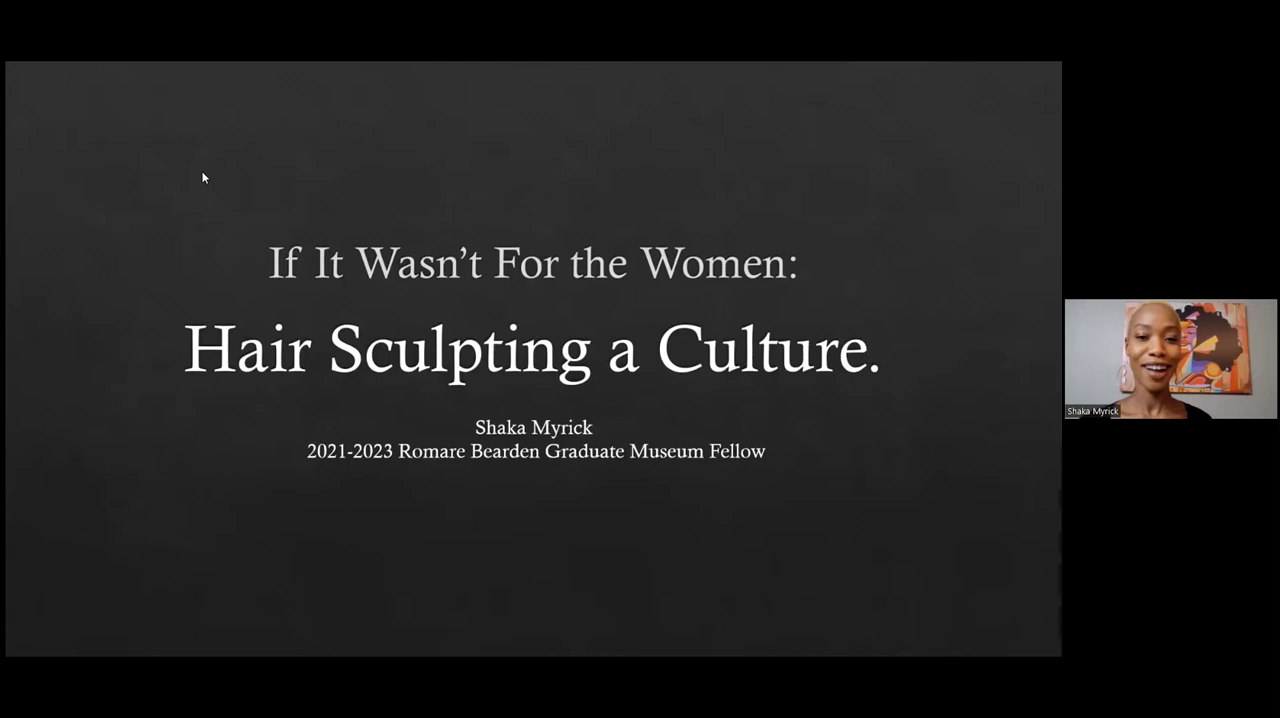 If It Wasn’t For the Women:
Hair Sculpting a Culture.
Shaka Myrick
2021-2023 Romare Bearden Graduate Museum Fellow
Shaka Myrick